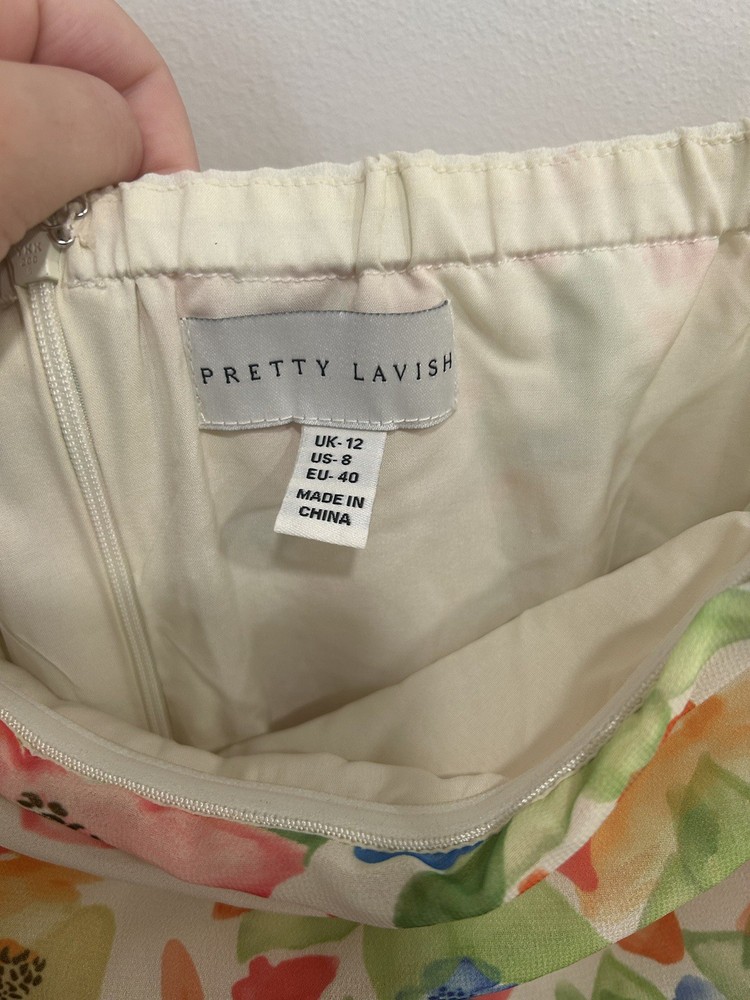 PRETTY LAVISH
UK- 12
US- 8
EU- 40
MADE IN
CHINA